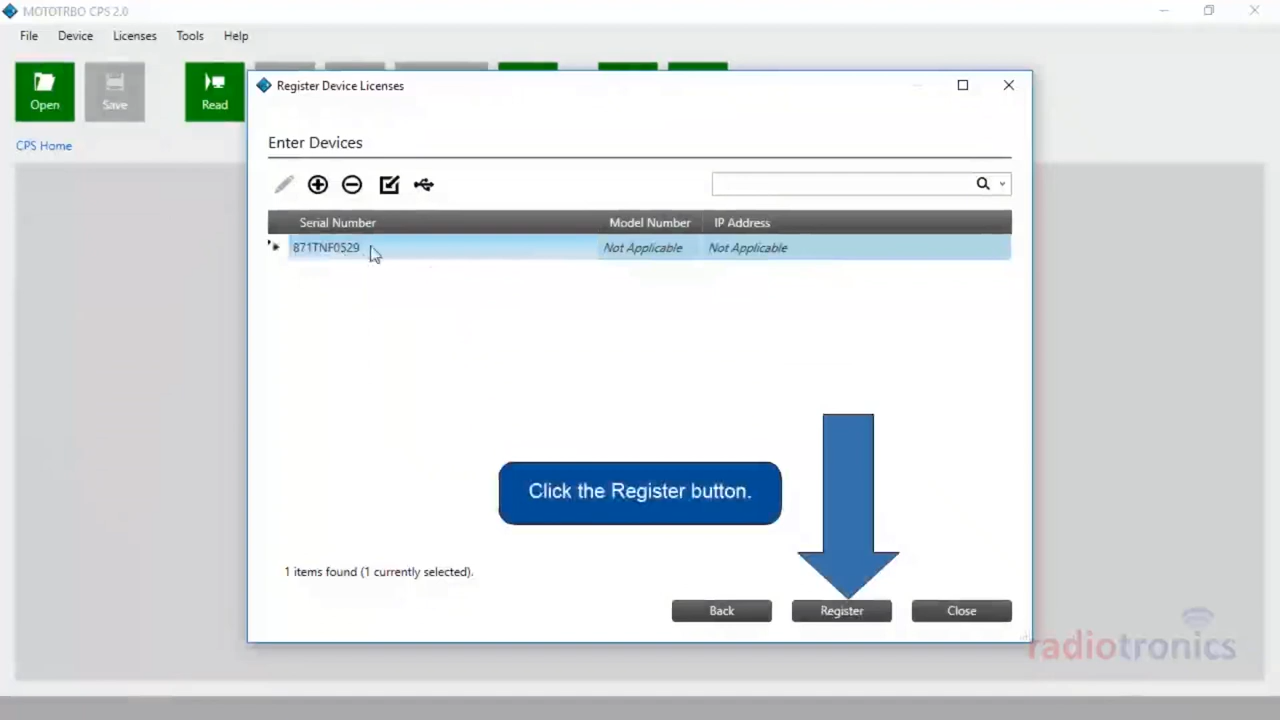 MOTOTRBO CPS 2.0
File Device Licenses Tools Help
Open Save Read
Register Device Licenses
CPS Home
Enter Devices
Serial Number Model Number IP Address
871TNF0529 Not Applicable Not Applicable
Click the Register button.
1 items found (1 currently selected).
Back Register Close
radiotronics